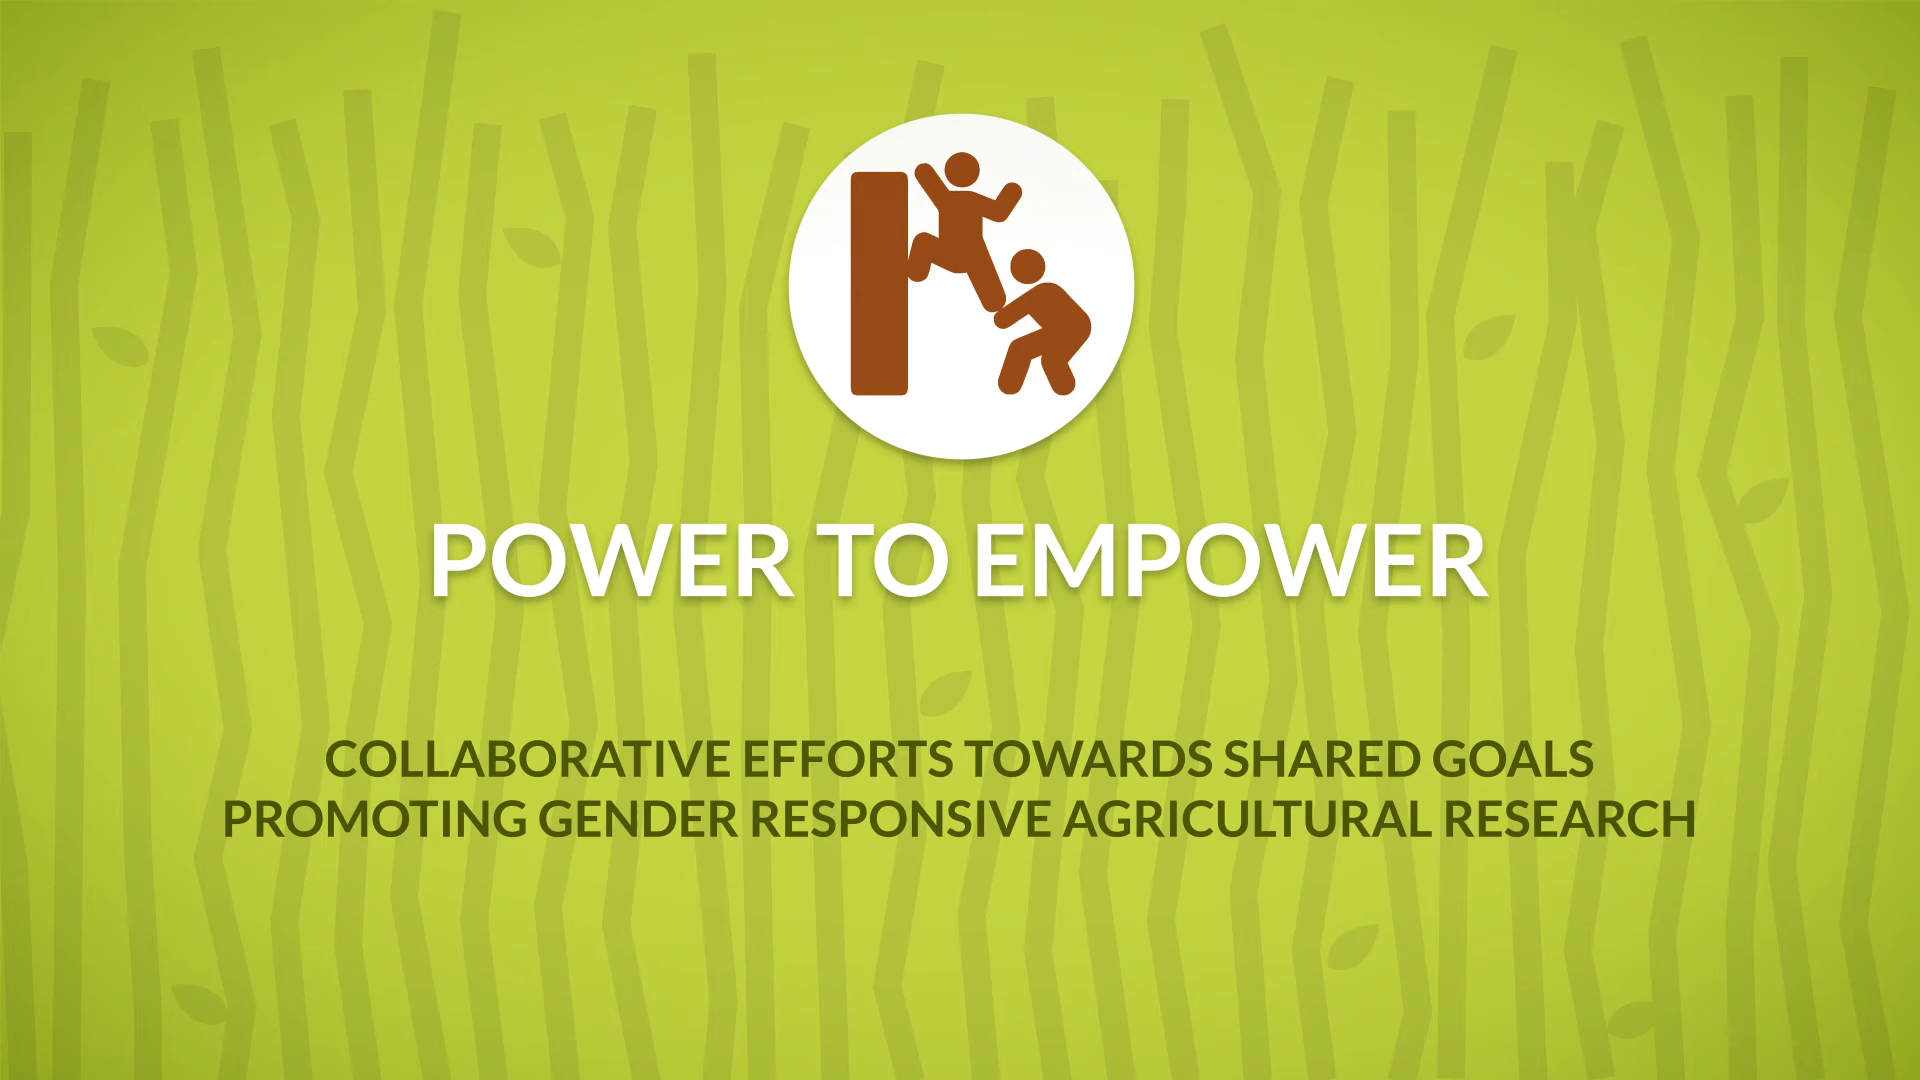 POWER TO EMPOWER
COLLABORATIVE EFFORTS TOWARDS SHARED GOALS
PROMOTING GENDER RESPONSIVE AGRICULTURAL RESEARCH